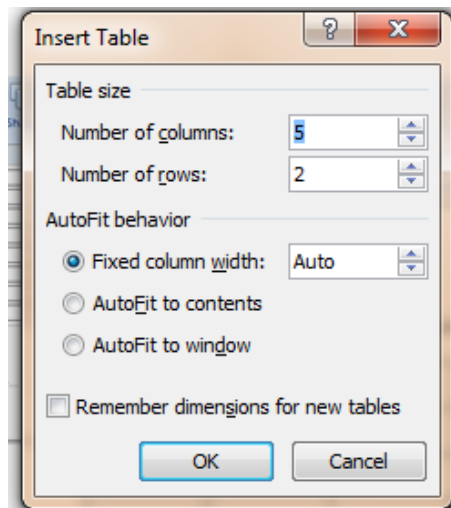 Insert Table
?
Table size
Number of columns: 5
Number of rows: 2
AutoFit behavior
Fixed column width: Auto
AutoFit to contents
AutoFit to window
Remember dimensions for new tables
OK Cancel